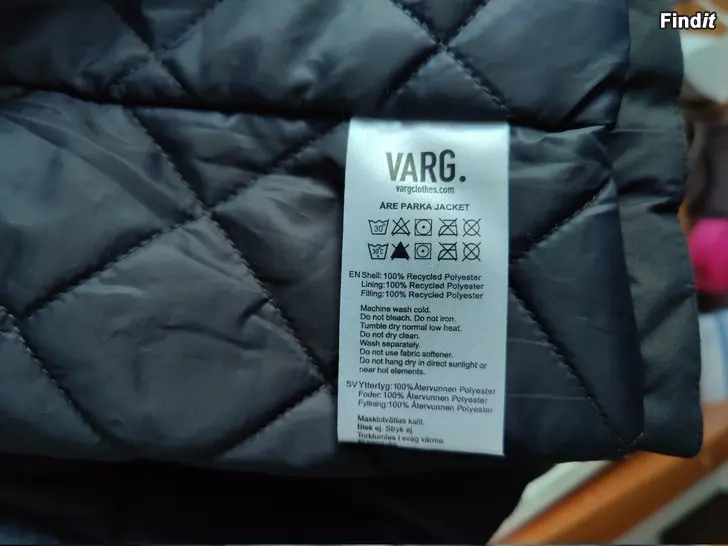 Findit
VARG.
vargclothes.com
ÅRE PARKA JACKET
30°
30°C
EN Shell: 100% Recycled Polyester
Lining: 100% Recycled Polyester
Filling: 100% Recycled Polyester
Machine wash cold.
Do not bleach. Do not iron.
Tumble dry normal low heat.
Do not dry clean.
Wash separately.
Do not use fabric softener.
Do not hang dry in direct sunlight or
near hot elements.
SV Yttertyg: 100% Återvunnen Polyester
Foder: 100% Återvunnen Polyester
Fyllning: 100% Återvunnen Polyester
Maskintvättas kallt.
Blek ej. Stryk ej.
Torktumlas i svag värme.